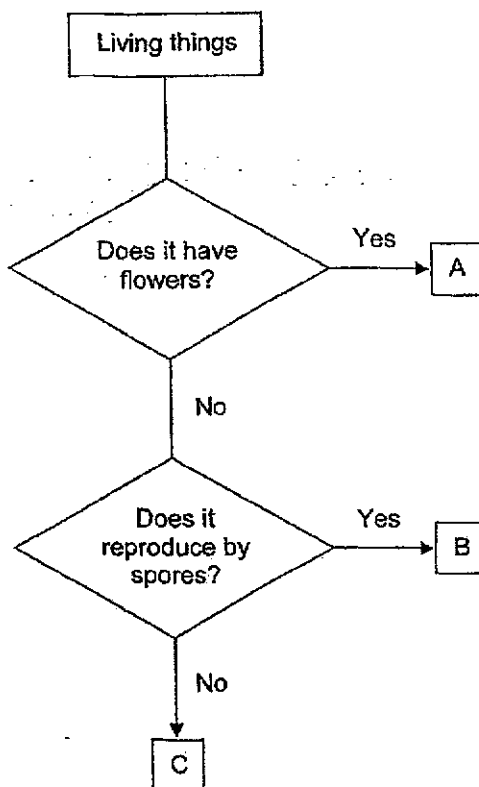 Living things
Does it have
flowers?
Yes
A
No
Does it
reproduce by
spores?
Yes
B
No
C